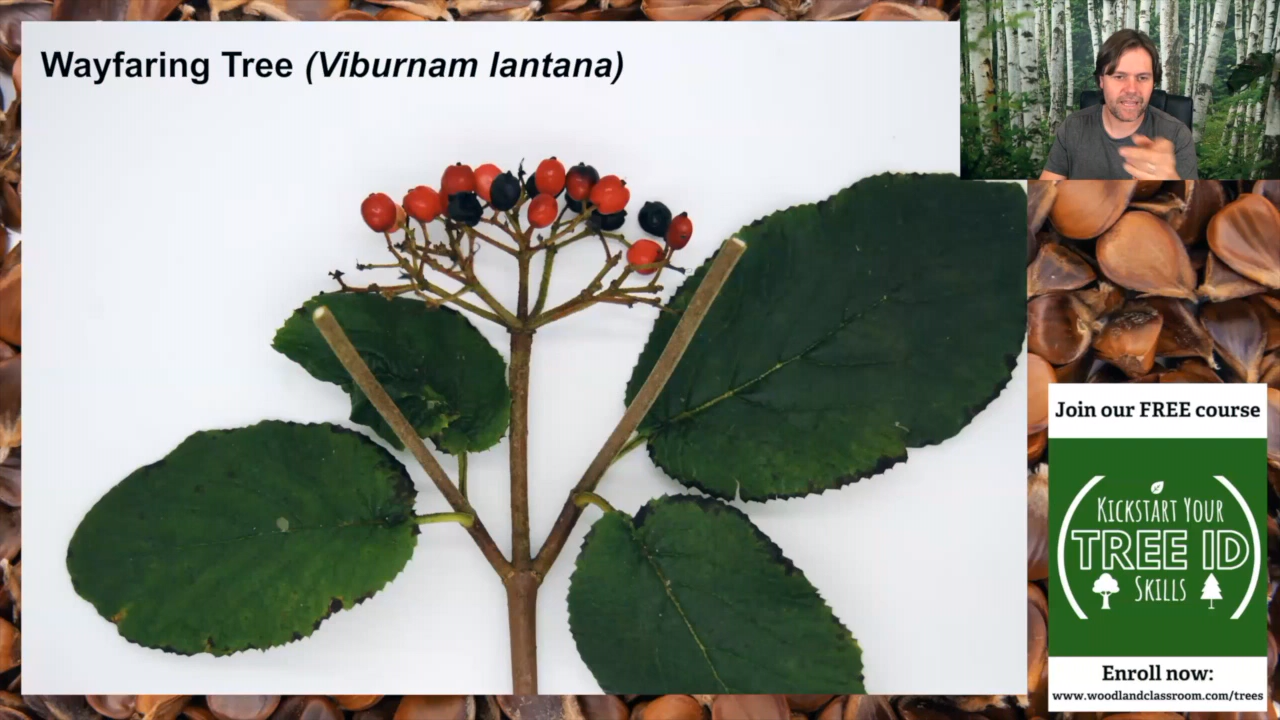 Wayfaring Tree (Viburnam lantana)
Join our FREE course
KICKSTART YOUR
TREE ID
SKILLS
Enroll now:
www.woodlandclassroom.com/trees